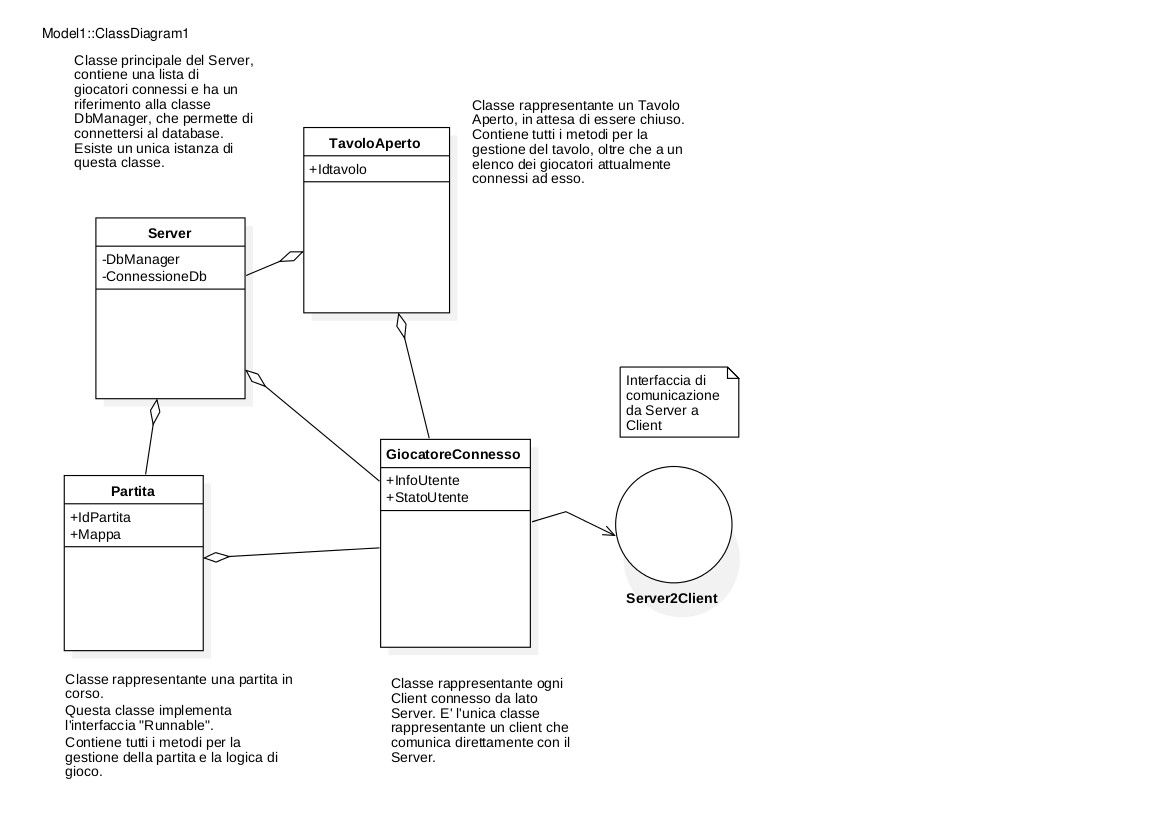 Model1::ClassDiagram1
Classe principale del Server,
contiene una lista di
giocatori connessi e ha un
riferimento alla classe
DbManager, che permette di
connettersi al database.
Esiste un unica istanza di
questa classe.
Classe rappresentante un Tavolo
Aperto, in attesa di essere chiuso.
Contiene tutti i metodi per la
gestione del tavolo, oltre che a un
elenco dei giocatori attualmente
connessi ad esso.
TavoloAperto
+Idtavolo
Server
-DbManager
-ConnessioneDb
Interfaccia di
comunicazione
da Server a
Client
GiocatoreConnesso
+InfoUtente
+StatoUtente
Partita
+IdPartita
+Mappa
Server2Client
Classe rappresentante una partita in
corso.
Questa classe implementa
l'interfaccia "Runnable".
Contiene tutti i metodi per la
gestione della partita e la logica di
gioco.
Classe rappresentante ogni
Client connesso da lato
Server. E' l'unica classe
rappresentante un client che
comunica direttamente con il
Server.